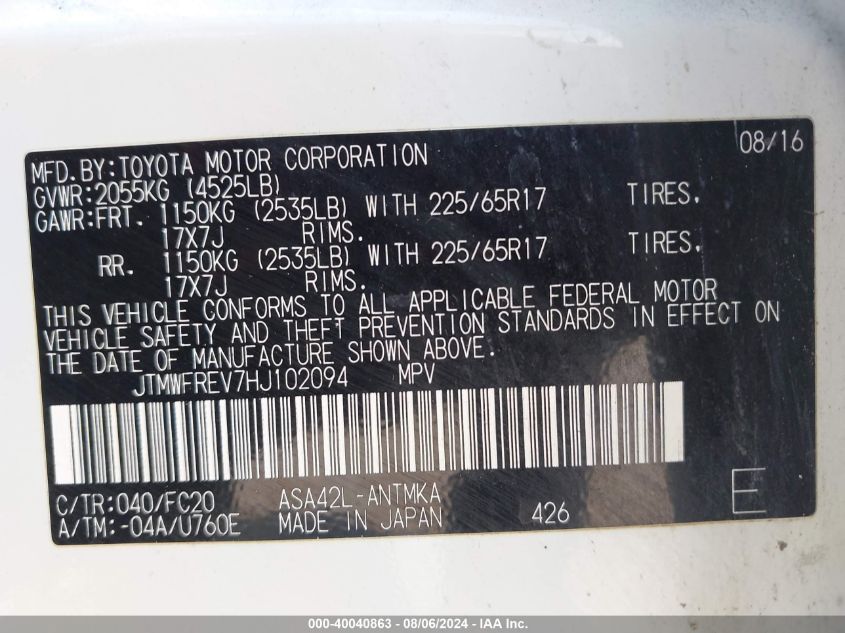 MFD. BY: TOYOTA MOTOR CORPORATION 08/16
GVWR: 2055KG (4525LB)
GAWR: FRT. 1150KG (2535LB) WITH 225/65R17 TIRES.
17X7J RIMS.
RR. 1150KG (2535LB) WITH 225/65R17 TIRES.
17X7J RIMS.
THIS VEHICLE CONFORMS TO ALL APPLICABLE FEDERAL MOTOR
VEHICLE SAFETY AND THEFT PREVENTION STANDARDS IN EFFECT ON
THE DATE OF MANUFACTURE SHOWN ABOVE.
JTMWFREV7HJ102094 MPV
C/TR: 040/FC20 ASA42L-ANTMKA
A/TM: -04A/U760E MADE IN JAPAN 426 E
000-40040863 - 08/06/2024 - IAA Inc.